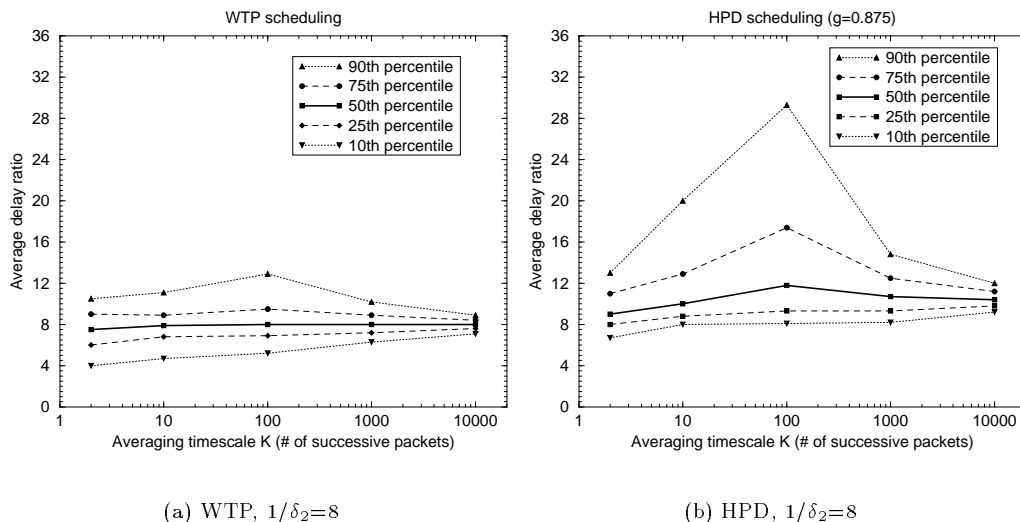 WTP scheduling
36
32
28
24
20
16
12
8
4
0
Average delay ratio
90th percentile
75th percentile
50th percentile
25th percentile
10th percentile
1
10
100
1000
10000
Averaging timescale K (# of successive packets)
(a) WTP, 1/δ₂=8
HPD scheduling (g=0.875)
36
32
28
24
20
16
12
8
4
0
Average delay ratio
90th percentile
75th percentile
50th percentile
25th percentile
10th percentile
1
10
100
1000
10000
Averaging timescale K (# of successive packets)
(b) HPD, 1/δ₂=8